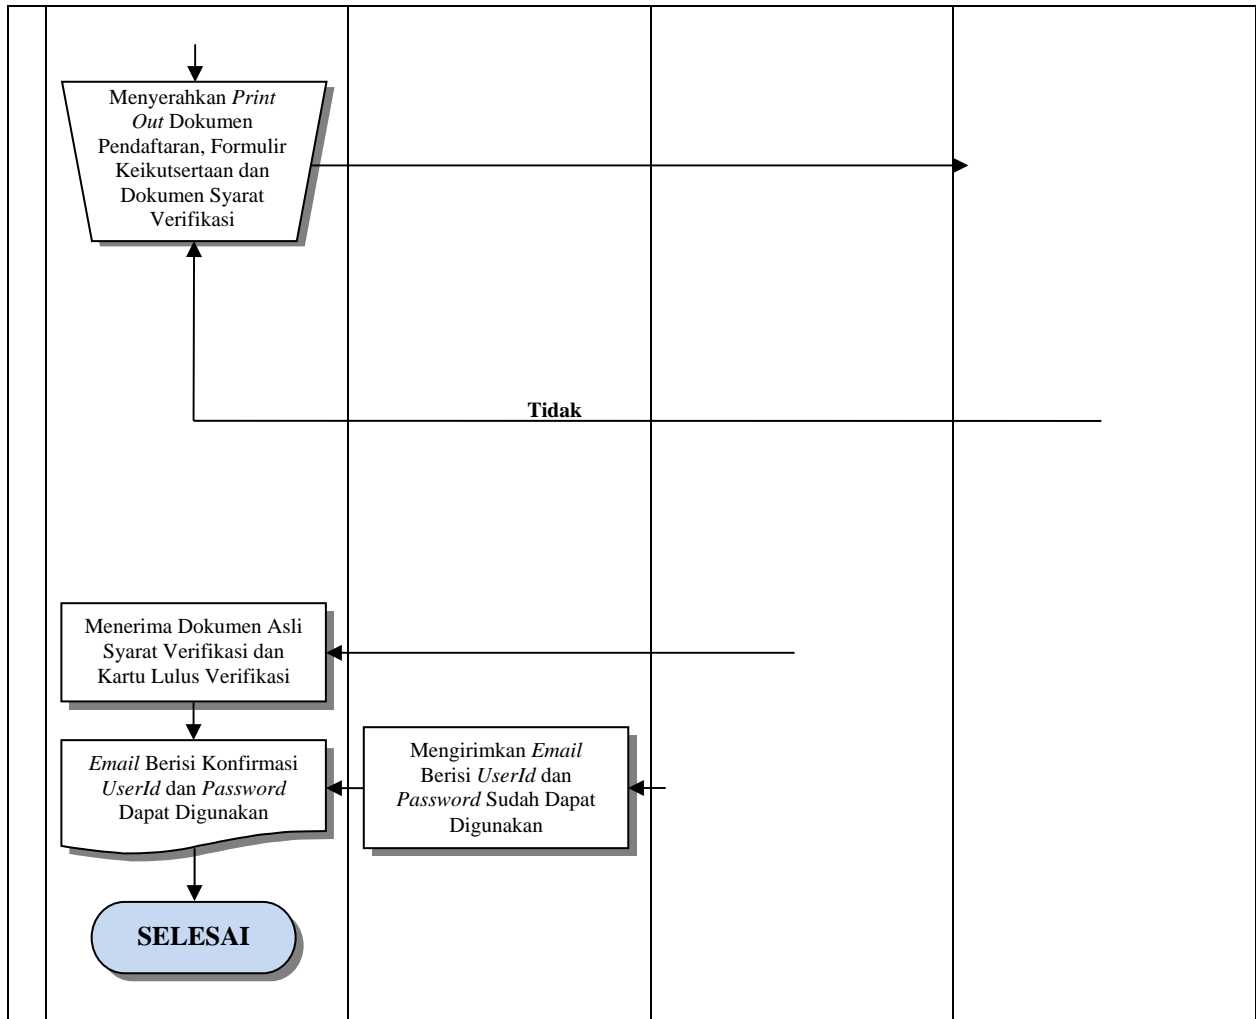 Menyerahkan Print
Out Dokumen
Pendaftaran, Formulir
Keikutsertaan dan
Dokumen Syarat
Verifikasi
Tidak
Menerima Dokumen Asli
Syarat Verifikasi dan
Kartu Lulus Verifikasi
Email Berisi Konfirmasi
UserId dan Password
Dapat Digunakan
Mengirimkan Email
Berisi UserId dan
Password Sudah Dapat
Digunakan
SELESAI